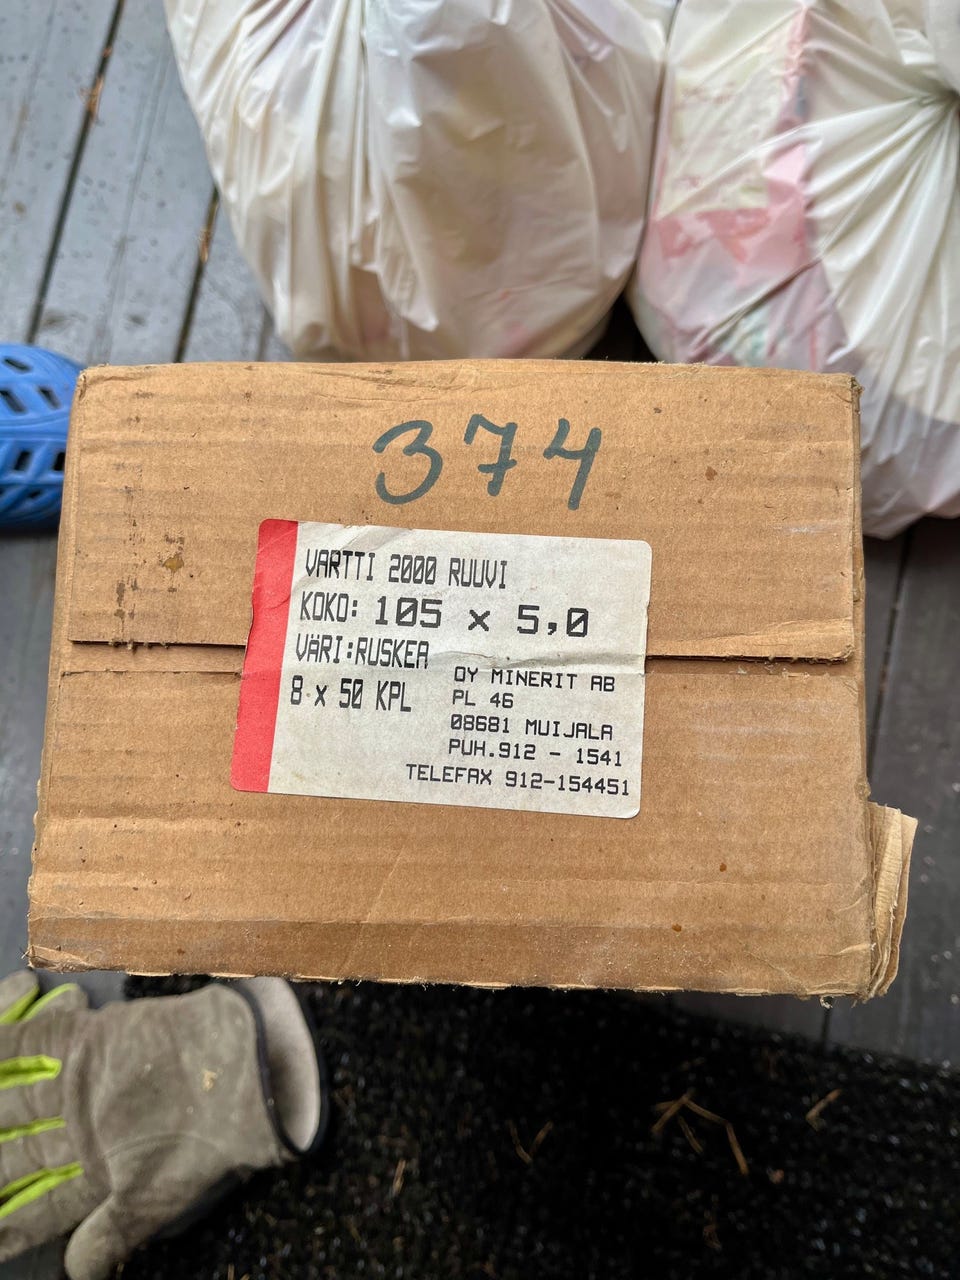 374
VARTTI 2000 RUUVI
KOKO: 105 x 5,0
VÄRI:RUSKEA
8 x 50 KPL
OY MINERIT AB
PL 46
08681 MUIJALA
PUH.912 - 1541
TELEFAX 912-154451